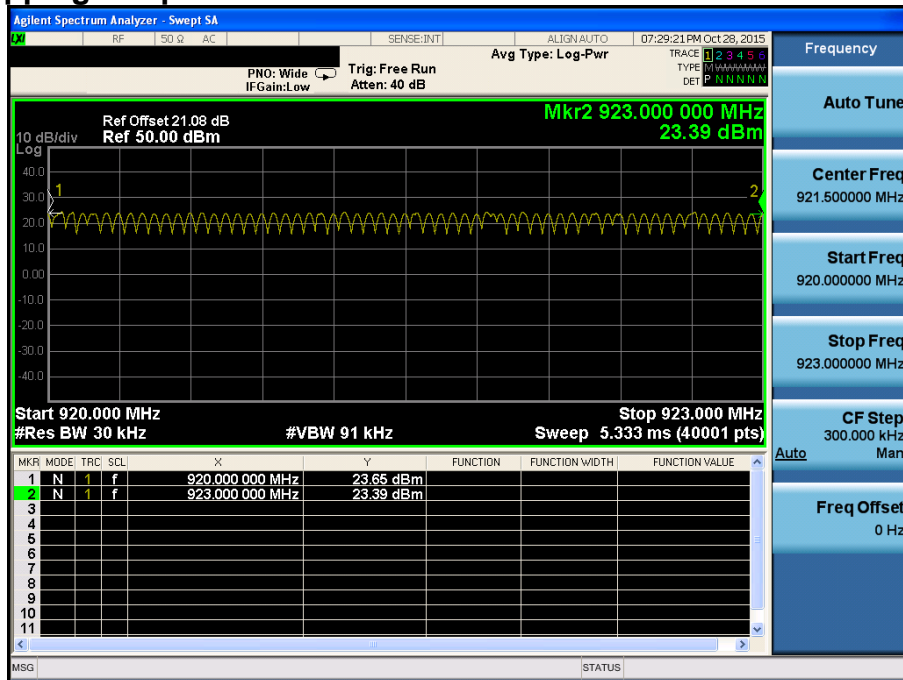 Agilent Spectrum Analyzer - Swept SA
LXI RF 50 Ω AC SENSE:INT ALIGNAUTO 07:29:21 PM Oct 28, 2015
Frequency
Avg Type: Log-Pwr TRACE 1 2 3 4 5 6
PNO: Wide Trig: Free Run TYPE MWWWWW
IFGain:Low Atten: 40 dB DET P N N N N N
Auto Tune
Mkr2 923.000 000 MHz
Ref Offset 21.08 dB
10 dB/div Ref 50.00 dBm 23.39 dBm
Log
40.0
30.0
20.0
10.0
0.00
-10.0
-20.0
-30.0
-40.0
1
2
Center Freq
921.500000 MHz
Start Freq
920.000000 MHz
Stop Freq
923.000000 MHz
Start 920.000 MHz Stop 923.000 MHz
#Res BW 30 kHz #VBW 91 kHz Sweep 5.333 ms (40001 pts)
CF Step
300.000 kHz
Auto Man
MKR MODE TRC SCL X Y FUNCTION FUNCTION WIDTH FUNCTION VALUE
1 N 1 f 920.000 000 MHz 23.65 dBm
2 N 1 f 923.000 000 MHz 23.39 dBm
3
4
5
6
7
8
9
10
11
Freq Offset
0 Hz
MSG STATUS